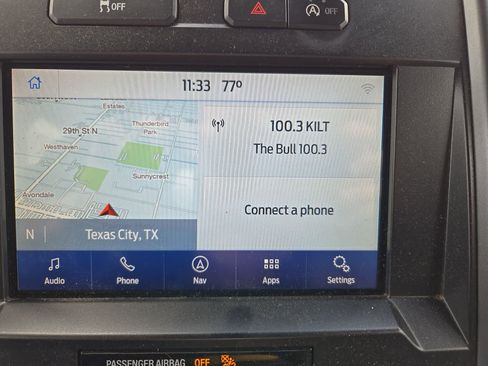 OFF
OFF
11:33 77°
Estates
Thunderbird
Park
29th St N
Westhaven
Sunnycrest
Avondale
N
Texas City, TX
100.3 KILT
The Bull 100.3
Connect a phone
Audio
Phone
Nav
Apps
Settings
PASSENGER AIRBAG OFF